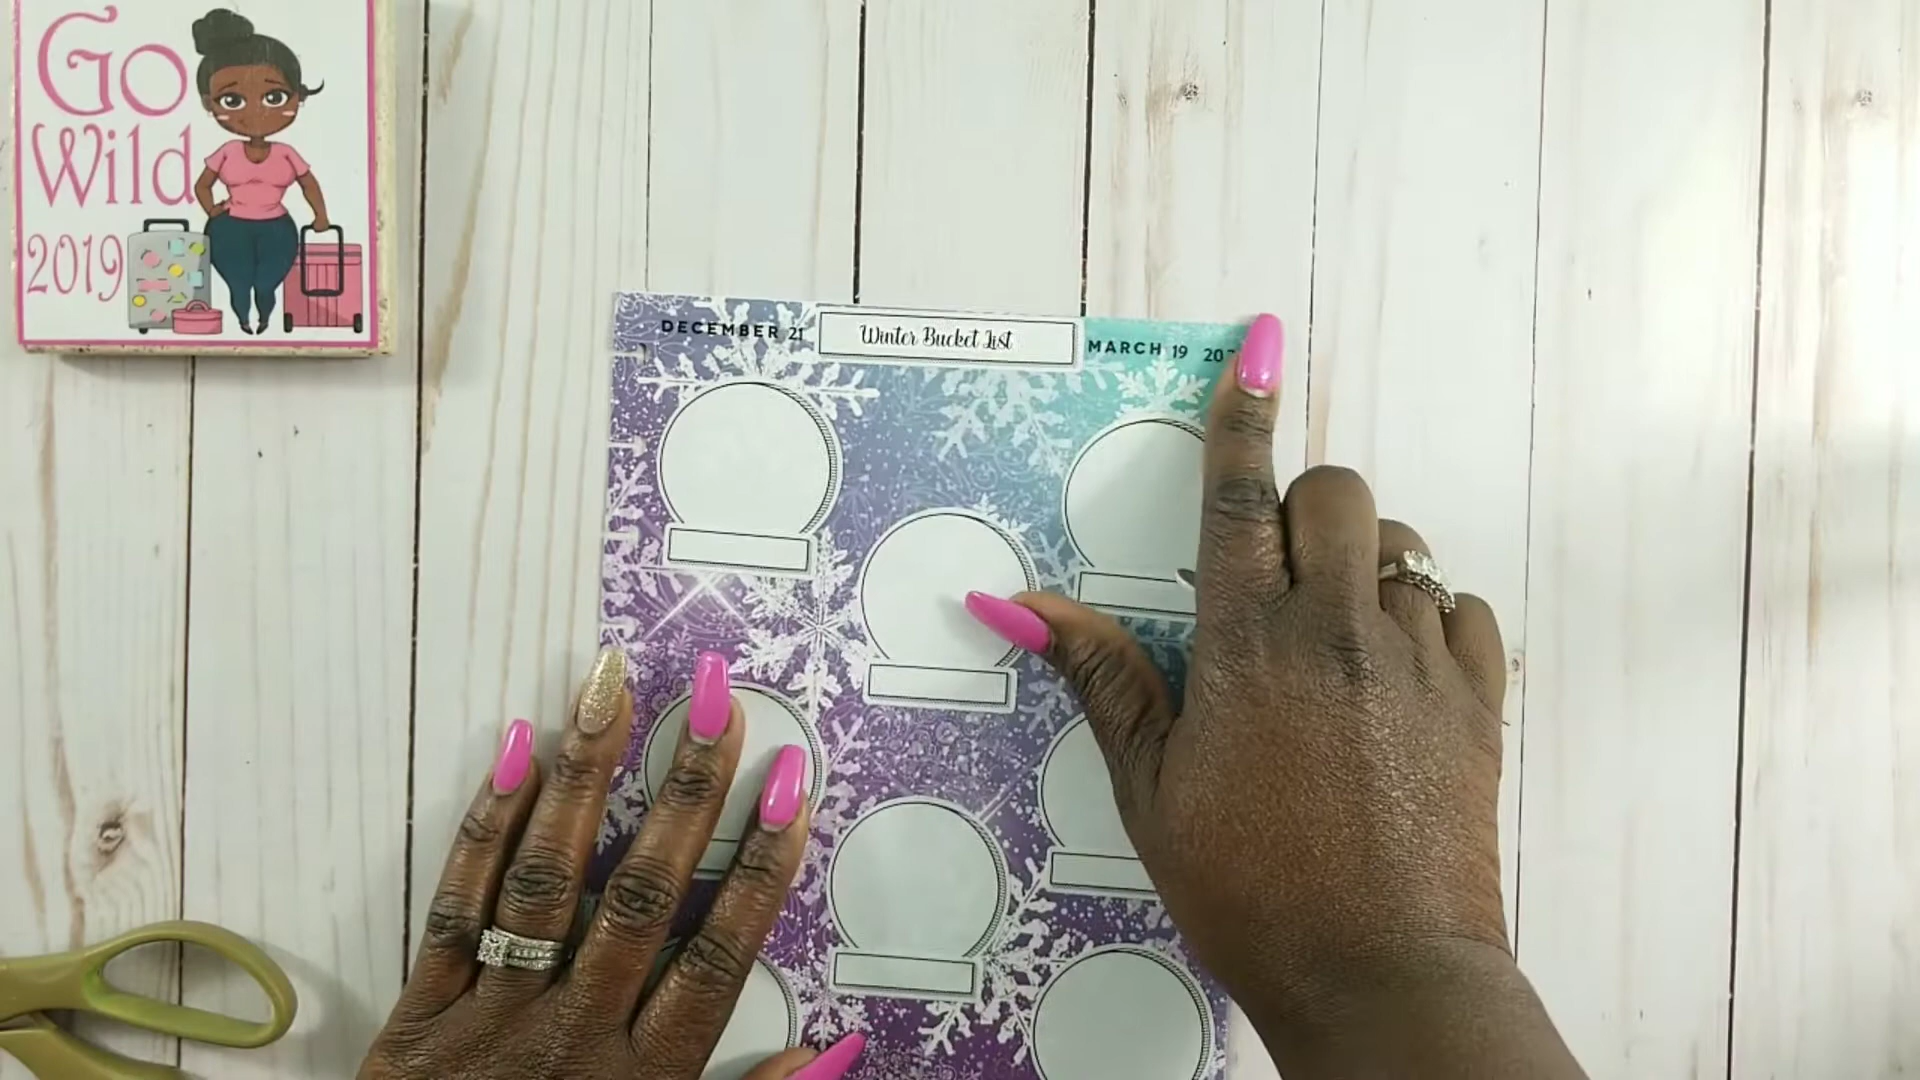 Go
Wild
2019
DECEMBER 21
Winter Bucket List
MARCH 19